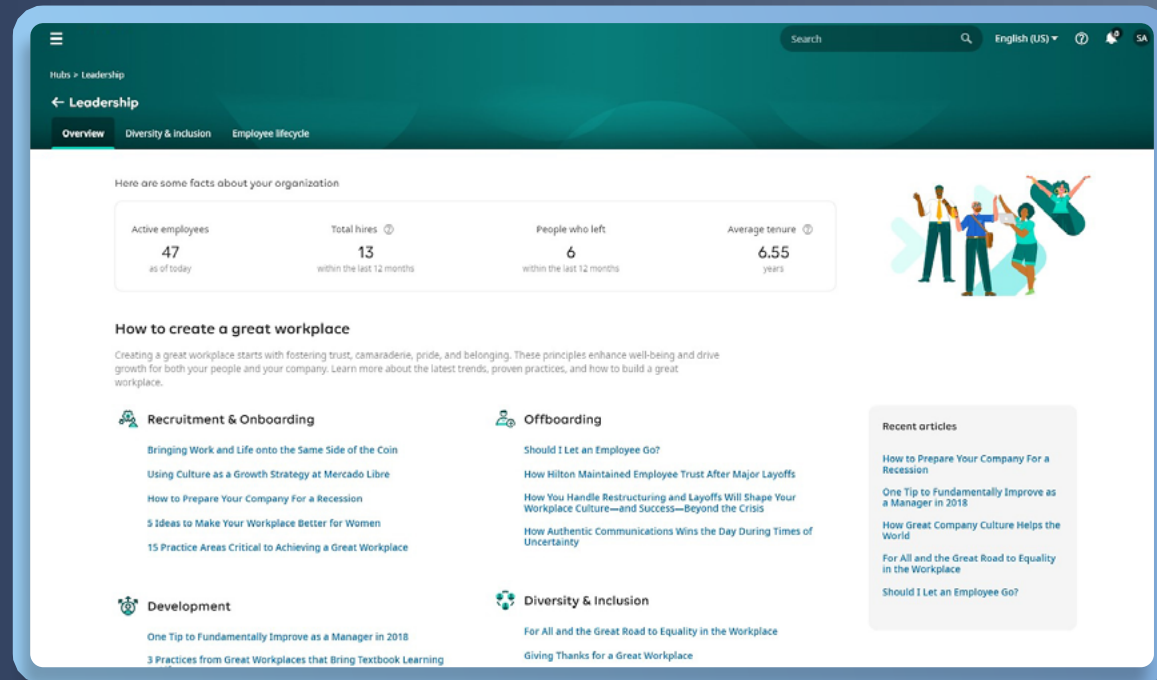 Search
English (US)
SA
Hubs > Leadership
← Leadership
Overview
Diversity & inclusion
Employee lifecycle
Here are some facts about your organization
Active employees
47
as of today
Total hires
13
within the last 12 months
People who left
6
within the last 12 months
Average tenure
6.55
years
How to create a great workplace
Creating a great workplace starts with fostering trust, camaraderie, pride, and belonging. These principles enhance well-being and drive
growth for both your people and your company. Learn more about the latest trends, proven practices, and how to build a great
workplace.
Recruitment & Onboarding
Bringing Work and Life onto the Same Side of the Coin
Using Culture as a Growth Strategy at Mercado Libre
How to Prepare Your Company For a Recession
5 Ideas to Make Your Workplace Better for Women
15 Practice Areas Critical to Achieving a Great Workplace
Offboarding
Should I Let an Employee Go?
How Hilton Maintained Employee Trust After Major Layoffs
How You Handle Restructuring and Layoffs Will Shape Your
Workplace Culture—and Success—Beyond the Crisis
How Authentic Communications Wins the Day During Times of
Uncertainty
Recent articles
How to Prepare Your Company For a
Recession
One Tip to Fundamentally Improve as
a Manager in 2018
How Great Company Culture Helps the
World
For All and the Great Road to Equality
in the Workplace
Should I Let an Employee Go?
Development
One Tip to Fundamentally Improve as a Manager in 2018
3 Practices from Great Workplaces that Bring Textbook Learning
Diversity & Inclusion
For All and the Great Road to Equality in the Workplace
Giving Thanks for a Great Workplace